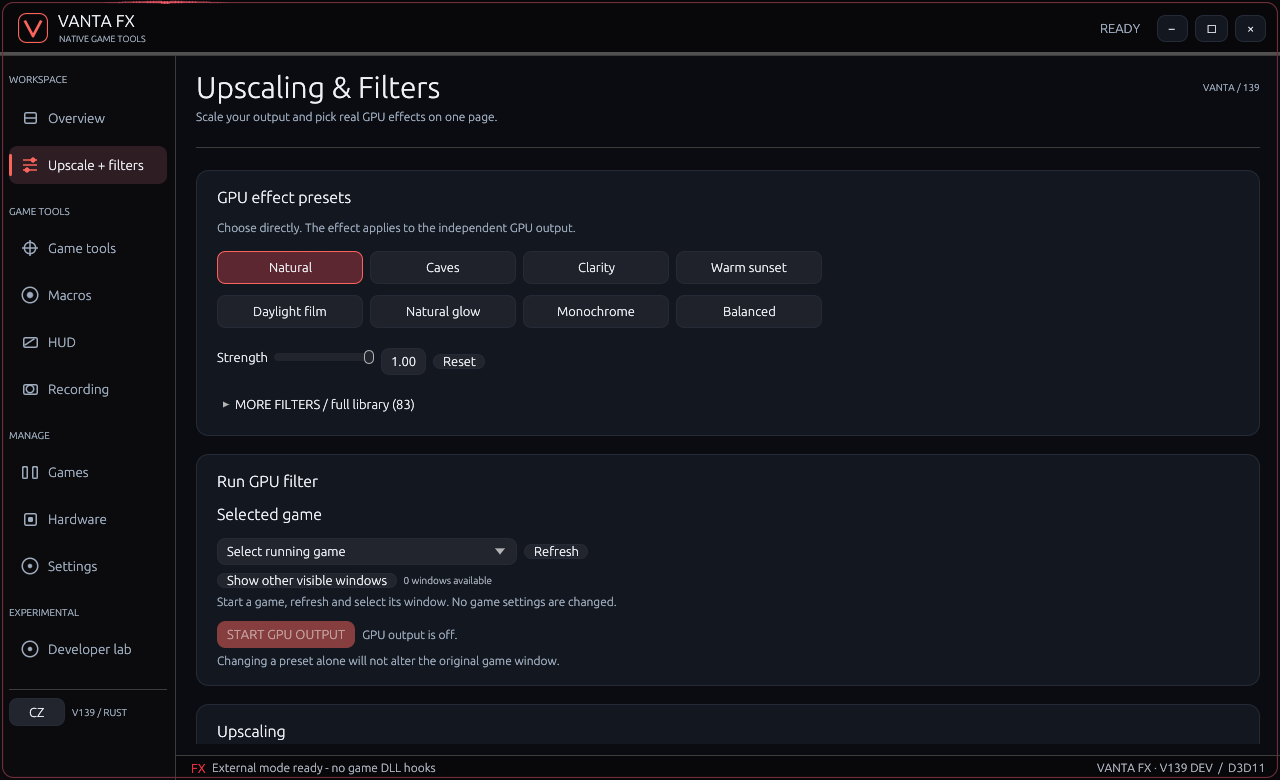 VANTA FX
NATIVE GAME TOOLS
READY
WORKSPACE
Overview
Upscale + filters
GAME TOOLS
Game tools
Macros
HUD
Recording
MANAGE
Games
Hardware
Settings
EXPERIMENTAL
Developer lab
CZ V139 / RUST
Upscaling & Filters
VANTA / 139
Scale your output and pick real GPU effects on one page.
GPU effect presets
Choose directly. The effect applies to the independent GPU output.
Natural Caves Clarity Warm sunset
Daylight film Natural glow Monochrome Balanced
Strength 1.00 Reset
MORE FILTERS / full library (83)
Run GPU filter
Selected game
Select running game Refresh
Show other visible windows 0 windows available
Start a game, refresh and select its window. No game settings are changed.
START GPU OUTPUT GPU output is off.
Changing a preset alone will not alter the original game window.
Upscaling
FX External mode ready - no game DLL hooks
VANTA FX · V139 DEV / D3D11